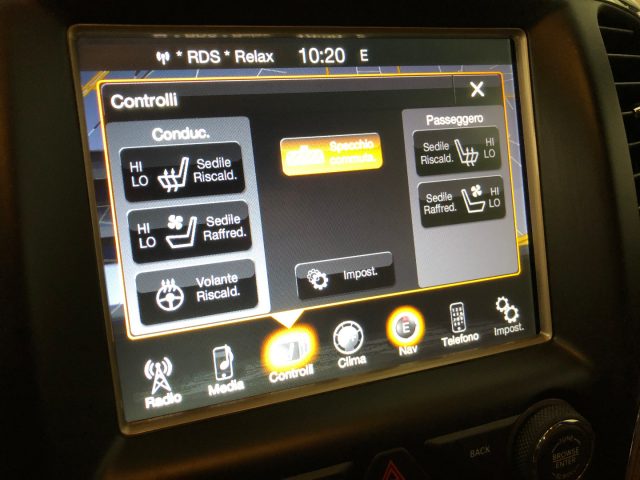 * RDS * Relax 10:20 E
Controlli X
Conduc.
Passeggero
HI
LO
Sedile
Riscald.
Specchio
commuta.
Sedile
Riscald.
HI
LO
HI
LO
Sedile
Raffred.
Sedile
Raffred.
HI
LO
Volante
Riscald.
Impost.
Radio
Media
Controlli
Clima
E
Nav
Telefono
Impost.
BACK
BROWSE
ENTER